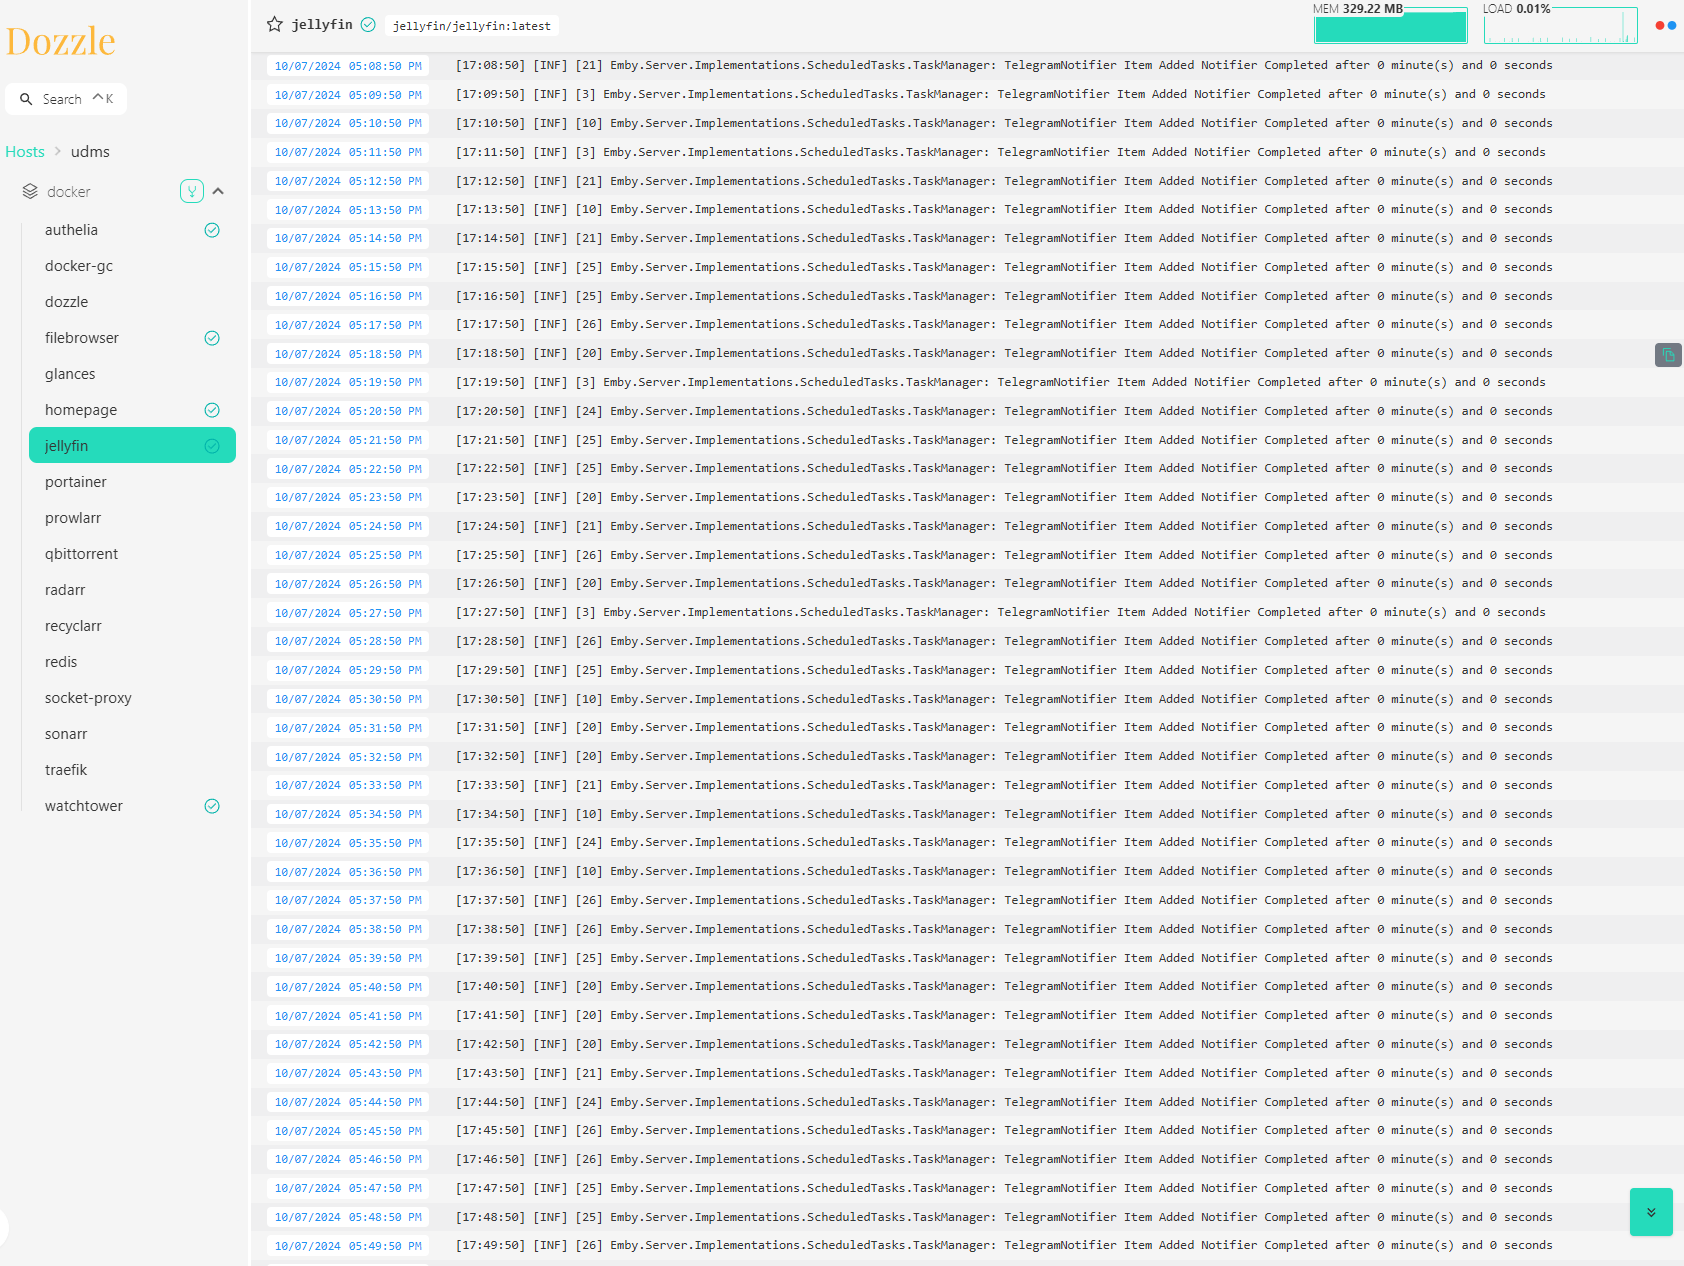 Dozzle
Search ^K
Hosts > udms
docker
authelia
docker-gc
dozzle
filebrowser
glances
homepage
jellyfin
portainer
prowlarr
qbittorrent
radarr
recyclarr
redis
socket-proxy
sonarr
traefik
watchtower
jellyfin jellyfin/jellyfin:latest
MEM 329.22 MB LOAD 0.01%
10/07/2024 05:08:50 PM [17:08:50] [INF] [21] Emby.Server.Implementations.ScheduledTasks.TaskManager: TelegramNotifier Item Added Notifier Completed after 0 minute(s) and 0 seconds
10/07/2024 05:09:50 PM [17:09:50] [INF] [3] Emby.Server.Implementations.ScheduledTasks.TaskManager: TelegramNotifier Item Added Notifier Completed after 0 minute(s) and 0 seconds
10/07/2024 05:10:50 PM [17:10:50] [INF] [10] Emby.Server.Implementations.ScheduledTasks.TaskManager: TelegramNotifier Item Added Notifier Completed after 0 minute(s) and 0 seconds
10/07/2024 05:11:50 PM [17:11:50] [INF] [3] Emby.Server.Implementations.ScheduledTasks.TaskManager: TelegramNotifier Item Added Notifier Completed after 0 minute(s) and 0 seconds
10/07/2024 05:12:50 PM [17:12:50] [INF] [21] Emby.Server.Implementations.ScheduledTasks.TaskManager: TelegramNotifier Item Added Notifier Completed after 0 minute(s) and 0 seconds
10/07/2024 05:13:50 PM [17:13:50] [INF] [10] Emby.Server.Implementations.ScheduledTasks.TaskManager: TelegramNotifier Item Added Notifier Completed after 0 minute(s) and 0 seconds
10/07/2024 05:14:50 PM [17:14:50] [INF] [21] Emby.Server.Implementations.ScheduledTasks.TaskManager: TelegramNotifier Item Added Notifier Completed after 0 minute(s) and 0 seconds
10/07/2024 05:15:50 PM [17:15:50] [INF] [25] Emby.Server.Implementations.ScheduledTasks.TaskManager: TelegramNotifier Item Added Notifier Completed after 0 minute(s) and 0 seconds
10/07/2024 05:16:50 PM [17:16:50] [INF] [25] Emby.Server.Implementations.ScheduledTasks.TaskManager: TelegramNotifier Item Added Notifier Completed after 0 minute(s) and 0 seconds
10/07/2024 05:17:50 PM [17:17:50] [INF] [26] Emby.Server.Implementations.ScheduledTasks.TaskManager: TelegramNotifier Item Added Notifier Completed after 0 minute(s) and 0 seconds
10/07/2024 05:18:50 PM [17:18:50] [INF] [20] Emby.Server.Implementations.ScheduledTasks.TaskManager: TelegramNotifier Item Added Notifier Completed after 0 minute(s) and 0 seconds
10/07/2024 05:19:50 PM [17:19:50] [INF] [3] Emby.Server.Implementations.ScheduledTasks.TaskManager: TelegramNotifier Item Added Notifier Completed after 0 minute(s) and 0 seconds
10/07/2024 05:20:50 PM [17:20:50] [INF] [24] Emby.Server.Implementations.ScheduledTasks.TaskManager: TelegramNotifier Item Added Notifier Completed after 0 minute(s) and 0 seconds
10/07/2024 05:21:50 PM [17:21:50] [INF] [25] Emby.Server.Implementations.ScheduledTasks.TaskManager: TelegramNotifier Item Added Notifier Completed after 0 minute(s) and 0 seconds
10/07/2024 05:22:50 PM [17:22:50] [INF] [25] Emby.Server.Implementations.ScheduledTasks.TaskManager: TelegramNotifier Item Added Notifier Completed after 0 minute(s) and 0 seconds
10/07/2024 05:23:50 PM [17:23:50] [INF] [20] Emby.Server.Implementations.ScheduledTasks.TaskManager: TelegramNotifier Item Added Notifier Completed after 0 minute(s) and 0 seconds
10/07/2024 05:24:50 PM [17:24:50] [INF] [21] Emby.Server.Implementations.ScheduledTasks.TaskManager: TelegramNotifier Item Added Notifier Completed after 0 minute(s) and 0 seconds
10/07/2024 05:25:50 PM [17:25:50] [INF] [26] Emby.Server.Implementations.ScheduledTasks.TaskManager: TelegramNotifier Item Added Notifier Completed after 0 minute(s) and 0 seconds
10/07/2024 05:26:50 PM [17:26:50] [INF] [20] Emby.Server.Implementations.ScheduledTasks.TaskManager: TelegramNotifier Item Added Notifier Completed after 0 minute(s) and 0 seconds
10/07/2024 05:27:50 PM [17:27:50] [INF] [3] Emby.Server.Implementations.ScheduledTasks.TaskManager: TelegramNotifier Item Added Notifier Completed after 0 minute(s) and 0 seconds
10/07/2024 05:28:50 PM [17:28:50] [INF] [26] Emby.Server.Implementations.ScheduledTasks.TaskManager: TelegramNotifier Item Added Notifier Completed after 0 minute(s) and 0 seconds
10/07/2024 05:29:50 PM [17:29:50] [INF] [25] Emby.Server.Implementations.ScheduledTasks.TaskManager: TelegramNotifier Item Added Notifier Completed after 0 minute(s) and 0 seconds
10/07/2024 05:30:50 PM [17:30:50] [INF] [10] Emby.Server.Implementations.ScheduledTasks.TaskManager: TelegramNotifier Item Added Notifier Completed after 0 minute(s) and 0 seconds
10/07/2024 05:31:50 PM [17:31:50] [INF] [20] Emby.Server.Implementations.ScheduledTasks.TaskManager: TelegramNotifier Item Added Notifier Completed after 0 minute(s) and 0 seconds
10/07/2024 05:32:50 PM [17:32:50] [INF] [20] Emby.Server.Implementations.ScheduledTasks.TaskManager: TelegramNotifier Item Added Notifier Completed after 0 minute(s) and 0 seconds
10/07/2024 05:33:50 PM [17:33:50] [INF] [21] Emby.Server.Implementations.ScheduledTasks.TaskManager: TelegramNotifier Item Added Notifier Completed after 0 minute(s) and 0 seconds
10/07/2024 05:34:50 PM [17:34:50] [INF] [10] Emby.Server.Implementations.ScheduledTasks.TaskManager: TelegramNotifier Item Added Notifier Completed after 0 minute(s) and 0 seconds
10/07/2024 05:35:50 PM [17:35:50] [INF] [24] Emby.Server.Implementations.ScheduledTasks.TaskManager: TelegramNotifier Item Added Notifier Completed after 0 minute(s) and 0 seconds
10/07/2024 05:36:50 PM [17:36:50] [INF] [10] Emby.Server.Implementations.ScheduledTasks.TaskManager: TelegramNotifier Item Added Notifier Completed after 0 minute(s) and 0 seconds
10/07/2024 05:37:50 PM [17:37:50] [INF] [26] Emby.Server.Implementations.ScheduledTasks.TaskManager: TelegramNotifier Item Added Notifier Completed after 0 minute(s) and 0 seconds
10/07/2024 05:38:50 PM [17:38:50] [INF] [26] Emby.Server.Implementations.ScheduledTasks.TaskManager: TelegramNotifier Item Added Notifier Completed after 0 minute(s) and 0 seconds
10/07/2024 05:39:50 PM [17:39:50] [INF] [25] Emby.Server.Implementations.ScheduledTasks.TaskManager: TelegramNotifier Item Added Notifier Completed after 0 minute(s) and 0 seconds
10/07/2024 05:40:50 PM [17:40:50] [INF] [20] Emby.Server.Implementations.ScheduledTasks.TaskManager: TelegramNotifier Item Added Notifier Completed after 0 minute(s) and 0 seconds
10/07/2024 05:41:50 PM [17:41:50] [INF] [20] Emby.Server.Implementations.ScheduledTasks.TaskManager: TelegramNotifier Item Added Notifier Completed after 0 minute(s) and 0 seconds
10/07/2024 05:42:50 PM [17:42:50] [INF] [20] Emby.Server.Implementations.ScheduledTasks.TaskManager: TelegramNotifier Item Added Notifier Completed after 0 minute(s) and 0 seconds
10/07/2024 05:43:50 PM [17:43:50] [INF] [21] Emby.Server.Implementations.ScheduledTasks.TaskManager: TelegramNotifier Item Added Notifier Completed after 0 minute(s) and 0 seconds
10/07/2024 05:44:50 PM [17:44:50] [INF] [24] Emby.Server.Implementations.ScheduledTasks.TaskManager: TelegramNotifier Item Added Notifier Completed after 0 minute(s) and 0 seconds
10/07/2024 05:45:50 PM [17:45:50] [INF] [26] Emby.Server.Implementations.ScheduledTasks.TaskManager: TelegramNotifier Item Added Notifier Completed after 0 minute(s) and 0 seconds
10/07/2024 05:46:50 PM [17:46:50] [INF] [26] Emby.Server.Implementations.ScheduledTasks.TaskManager: TelegramNotifier Item Added Notifier Completed after 0 minute(s) and 0 seconds
10/07/2024 05:47:50 PM [17:47:50] [INF] [25] Emby.Server.Implementations.ScheduledTasks.TaskManager: TelegramNotifier Item Added Notifier Completed after 0 minute(s) and 0 seconds
10/07/2024 05:48:50 PM [17:48:50] [INF] [25] Emby.Server.Implementations.ScheduledTasks.TaskManager: TelegramNotifier Item Added Notifier Completed after 0 minute(s) and 0 seconds
10/07/2024 05:49:50 PM [17:49:50] [INF] [26] Emby.Server.Implementations.ScheduledTasks.TaskManager: TelegramNotifier Item Added Notifier Completed after 0 minute(s) and 0 seconds